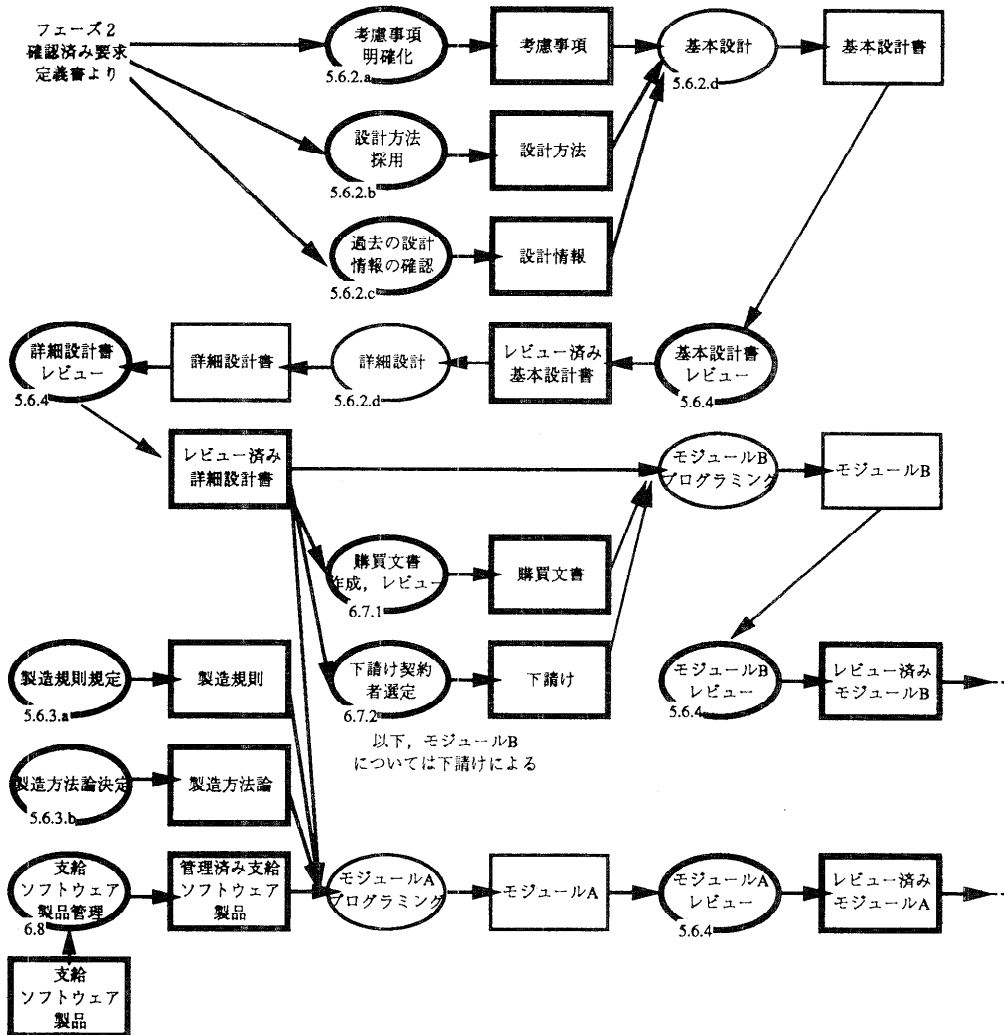 フェーズ2
確認済み要求
定義書より
考慮事項
明確化
5.6.2.a
考慮事項
基本設計
5.6.2.d
基本設計書
設計方法
採用
5.6.2.b
設計方法
過去の設計
情報の確認
5.6.2.c
設計情報
詳細設計書
レビュー
5.6.4
詳細設計書
詳細設計
5.6.2.d
レビュー済み
基本設計書
基本設計書
レビュー
5.6.4
レビュー済み
詳細設計書
モジュールB
プログラミング
モジュールB
購買文書
作成,レビュー
6.7.1
購買文書
製造規則規定
5.6.3.a
製造規則
下請け契約
者選定
6.7.2
下請け
モジュールB
レビュー
5.6.4
レビュー済み
モジュールB
以下,モジュールB
については下請けによる
製造方法論決定
5.6.3.b
製造方法論
支給
ソフトウェア
製品管理
6.8
管理済み支給
ソフトウェア
製品
モジュールA
プログラミング
モジュールA
モジュールA
レビュー
5.6.4
レビュー済み
モジュールA
支給
ソフトウェア
製品